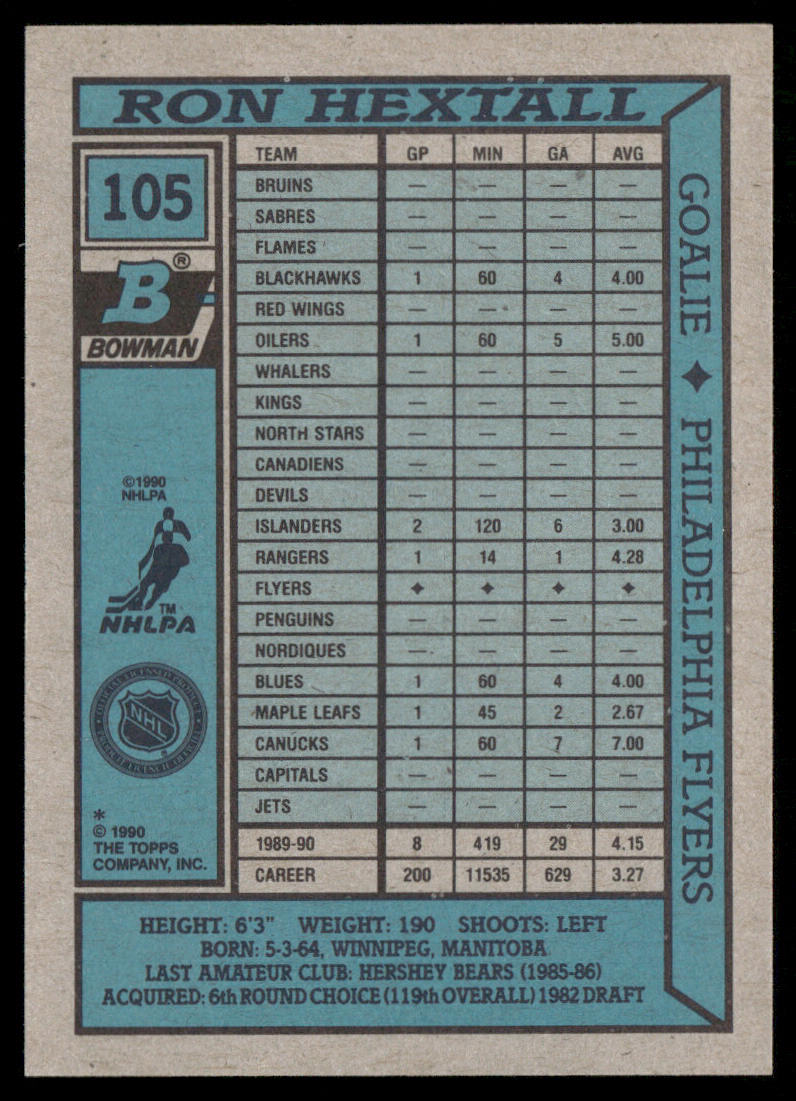 RON HEXTALL
105
B®
BOWMAN
©1990
NHLPA
TM
NHLPA
NHL
*
© 1990
THE TOPPS
COMPANY, INC.
TEAM GP MIN GA AVG
BRUINS — — — —
SABRES — — — —
FLAMES — — — —
BLACKHAWKS 1 60 4 4.00
RED WINGS — — — —
OILERS 1 60 5 5.00
WHALERS — — — —
KINGS — — — —
NORTH STARS — — — —
CANADIENS — — — —
DEVILS — — — —
ISLANDERS 2 120 6 3.00
RANGERS 1 14 1 4.28
FLYERS ✦ ✦ ✦ ✦
PENGUINS — — — —
NORDIQUES — — — —
BLUES 1 60 4 4.00
MAPLE LEAFS 1 45 2 2.67
CANUCKS 1 60 7 7.00
CAPITALS — — — —
JETS — — — —
1989-90 8 419 29 4.15
CAREER 200 11535 629 3.27
GOALIE ✦ PHILADELPHIA FLYERS
HEIGHT: 6'3" WEIGHT: 190 SHOOTS: LEFT
BORN: 5-3-64, WINNIPEG, MANITOBA
LAST AMATEUR CLUB: HERSHEY BEARS (1985-86)
ACQUIRED: 6th ROUND CHOICE (119th OVERALL) 1982 DRAFT